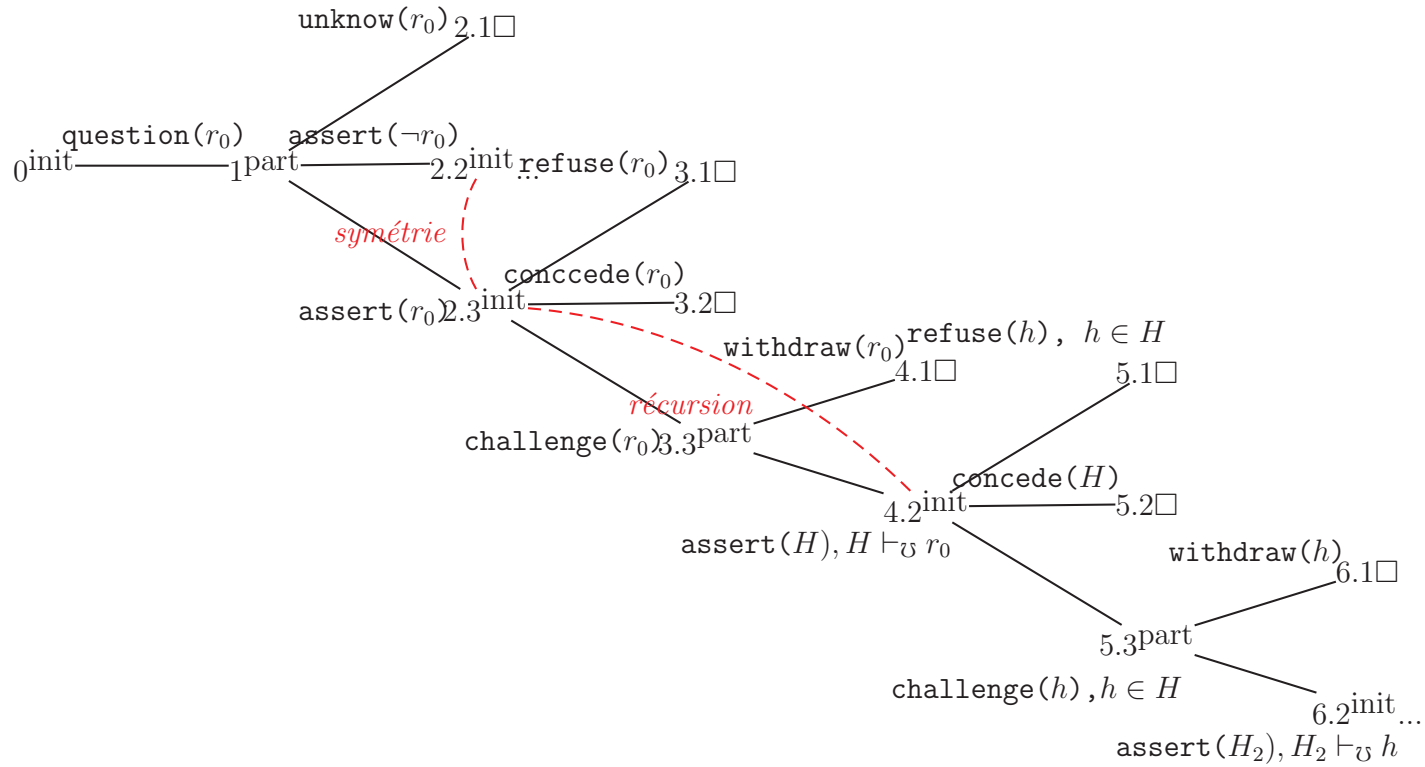 unknow(r₀) 2.1□
question(r₀) assert(¬r₀)
0init 1part 2.2init ... refuse(r₀) 3.1□
symétrie
conccede(r₀)
assert(r₀) 2.3init 3.2□
withdraw(r₀) refuse(h), h ∈ H
4.1□ 5.1□
récursion
challenge(r₀) 3.3part
concede(H)
4.2init 5.2□
assert(H), H ⊢℧ r₀
withdraw(h)
6.1□
5.3part
challenge(h), h ∈ H
6.2init...
assert(H₂), H₂ ⊢℧ h